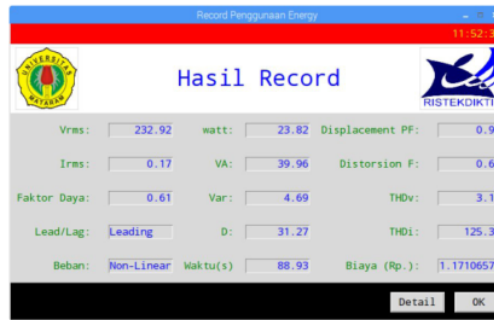 Record Penggunaan Energy
11:52:3
UNIVERSITAS MATARAM
Hasil Record
RISTEKDIKTI
Vrms: 232.92 watt: 23.82 Displacement PF: 0.9
Irms: 0.17 VA: 39.96 Distorsion F: 0.6
Faktor Daya: 0.61 Var: 4.69 THDv: 3.1
Lead/Lag: Leading D: 31.27 THDi: 125.3
Beban: Non-Linear Waktu(s) 88.93 Biaya (Rp.): 1.1710657
Detail OK